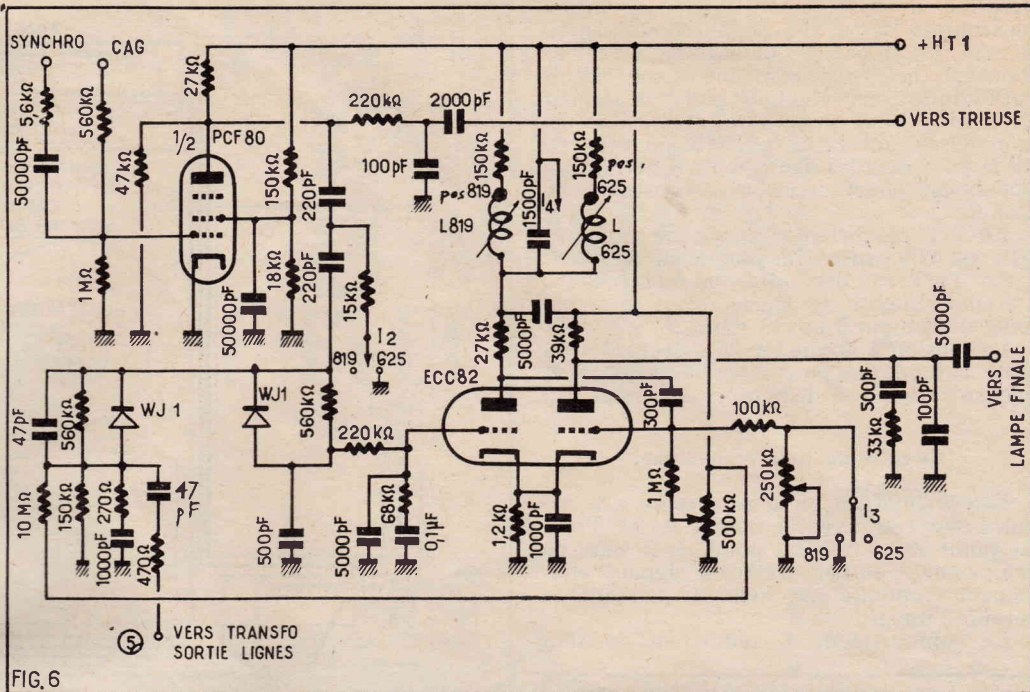 SYNCHRO
CAG
+HT1
5,6kΩ
560kΩ
27kΩ
1/2 PCF80
220kΩ
2000pF
VERS TRIEUSE
50000pF
47kΩ
150kΩ
220pF
100pF
150kΩ
pos 819
L819
1500pF
I4
150kΩ
pos.
625
L
625
1MΩ
50000pF
18kΩ
220pF
15kΩ
I2
819
625
27kΩ
5000pF
39kΩ
ECC82
47pF
560kΩ
WJ 1
WJ1
560kΩ
220kΩ
300pF
100kΩ
500pF
33kΩ
100pF
5000pF
VERS
LAMPE FINALE
10MΩ
150kΩ
270Ω
1000pF
47
pF
470Ω
500pF
5000pF
68kΩ
0,1µF
1,2kΩ
1000pF
1MΩ
500kΩ
250kΩ
I3
819
625
5
VERS TRANSFO
SORTIE LIGNES
FIG.6